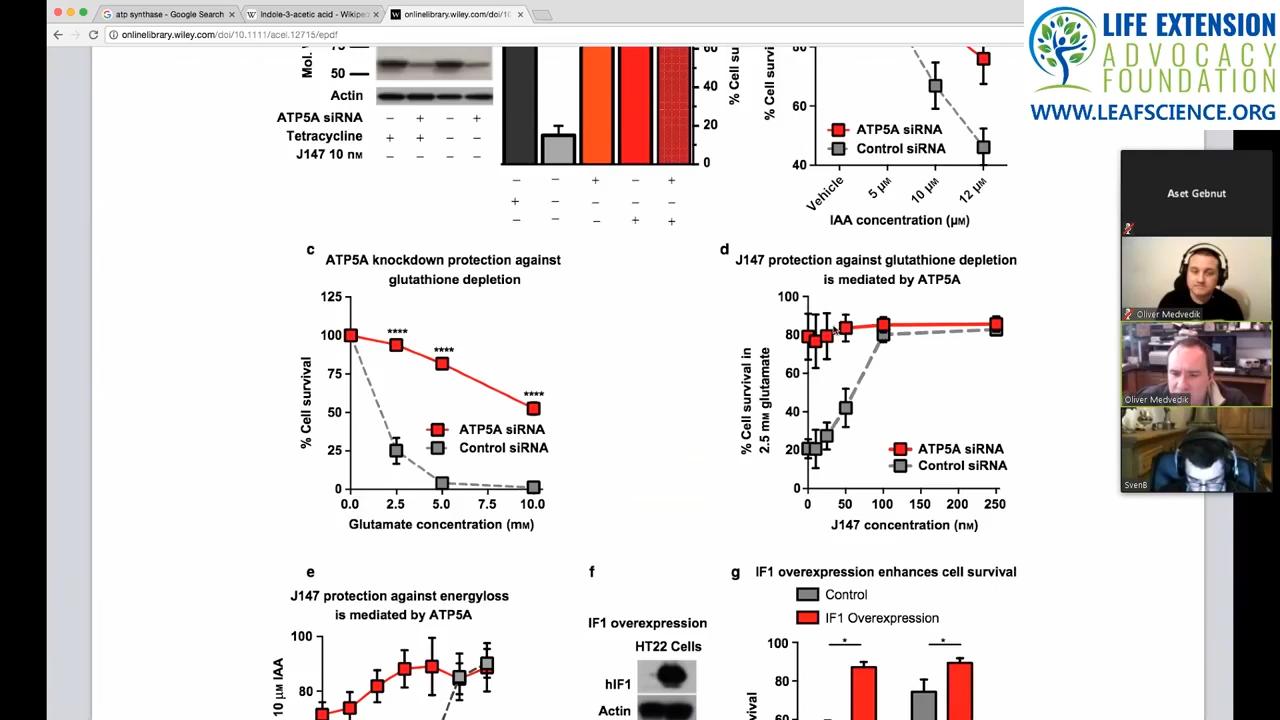 atp synthase - Google Search
Indole-3-acetic acid - Wikipe
onlinelibrary.wiley.com/doi/10
onlinelibrary.wiley.com/doi/10.1111/acel.12715/epdf
LIFE EXTENSION
ADVOCACY
FOUNDATION
WWW.LEAFSCIENCE.ORG
Mol.
75
50
Actin
ATP5A siRNA - + - +
Tetracycline + + - -
J147 10 nM - - - -
60
40
20
0
% Cell
- - + - +
+ - - - -
- - - + +
% Cell survi
80
60
40
ATP5A siRNA
Control siRNA
Vehicle
5 µM
10 µM
12 µM
IAA concentration (µM)
c
ATP5A knockdown protection against
glutathione depletion
125
100
75
50
25
0
% Cell survival
****
****
****
ATP5A siRNA
Control siRNA
0.0 2.5 5.0 7.5 10.0
Glutamate concentration (mM)
d
J147 protection against glutathione depletion
is mediated by ATP5A
100
80
60
40
20
0
% Cell survival in
2.5 mM glutamate
ATP5A siRNA
Control siRNA
0 50 100 150 200 250
J147 concentration (nM)
e
J147 protection against energyloss
is mediated by ATP5A
100
80
10 µM IAA
f
IF1 overexpression
HT22 Cells
hIF1
Actin
g
IF1 overexpression enhances cell survival
Control
IF1 Overexpression
* *
100
80
60
Aset Gebnut
Oliver Medvedik
Oliver Medvedik
SvenB